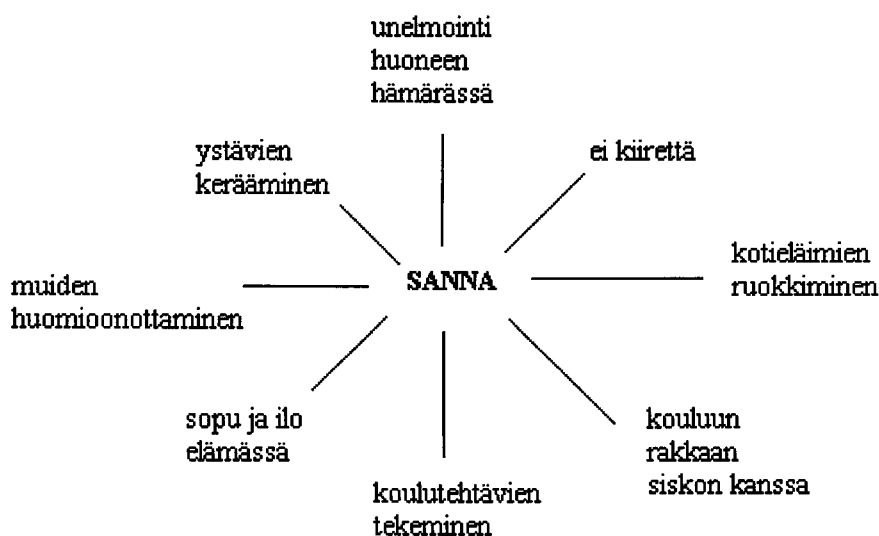 unelmointi
huoneen
hämärässä
ystävien
kerääminen
ei kiirettä
SANNA
kotieläimien
ruokkiminen
muiden
huomioonottaminen
sopu ja ilo
elämässä
koulutehtävien
tekeminen
kouluun
rakkaan
siskon kanssa